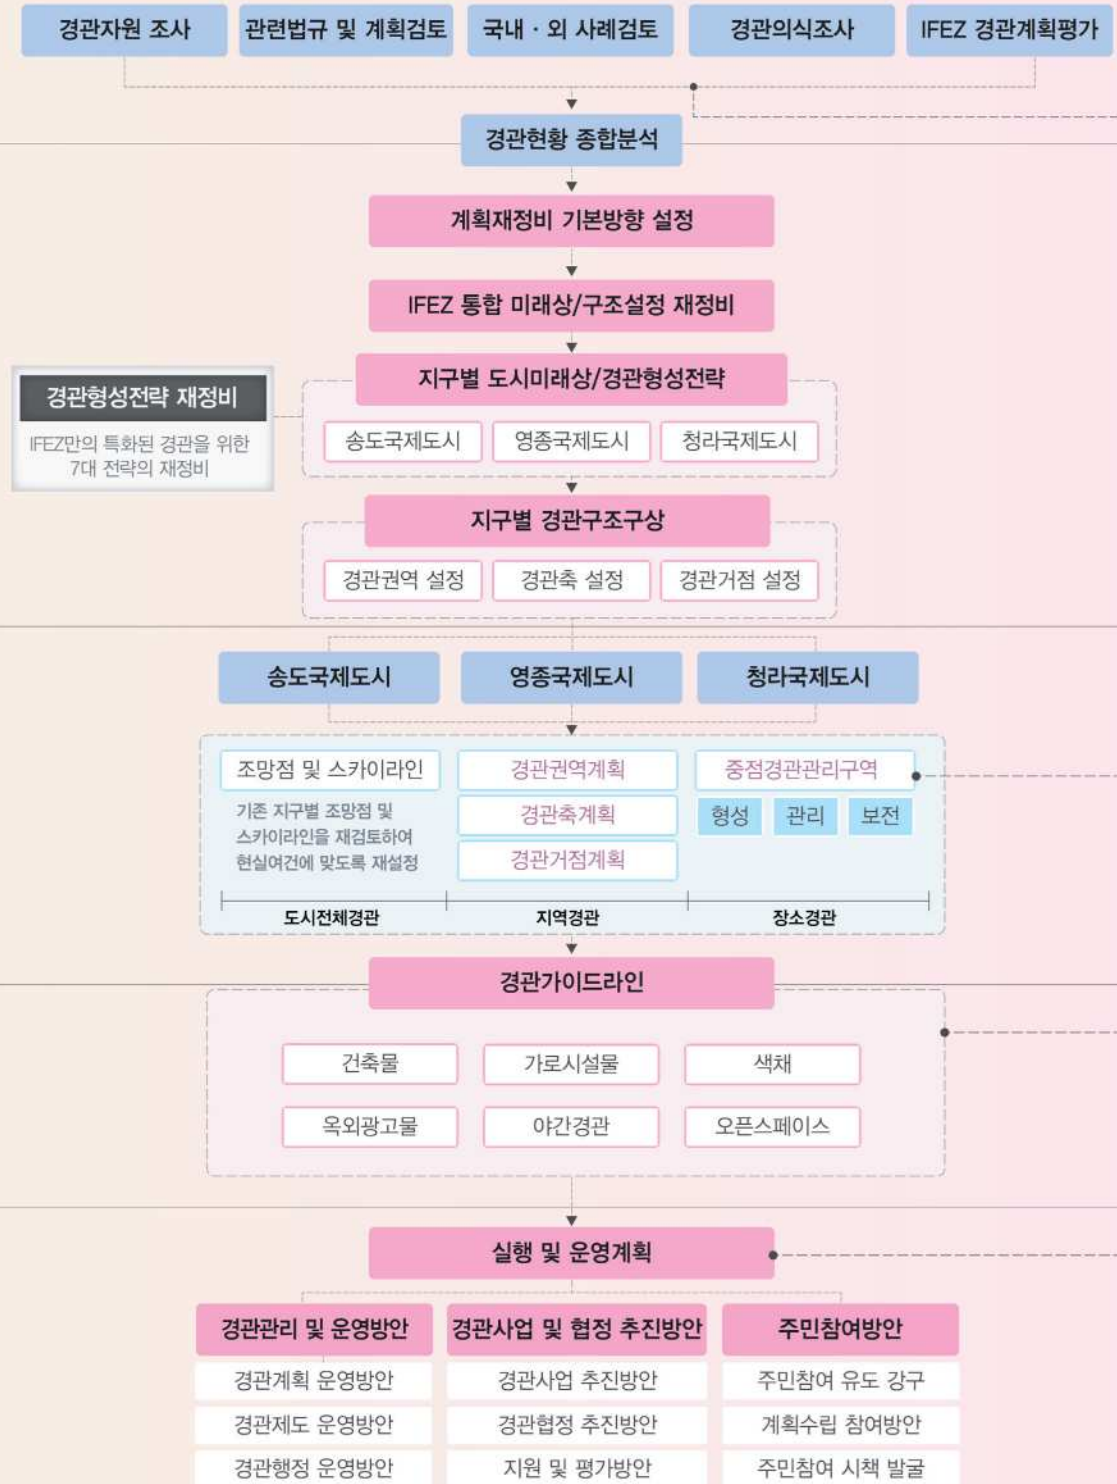 경관자원 조사
관련법규 및 계획검토
국내 · 외 사례검토
경관의식조사
IFEZ 경관계획평가
경관현황 종합분석
계획재정비 기본방향 설정
IFEZ 통합 미래상/구조설정 재정비
경관형성전략 재정비
IFEZ만의 특화된 경관을 위한
7대 전략의 재정비
지구별 도시미래상/경관형성전략
송도국제도시
영종국제도시
청라국제도시
지구별 경관구조구상
경관권역 설정
경관축 설정
경관거점 설정
송도국제도시
영종국제도시
청라국제도시
조망점 및 스카이라인
기존 지구별 조망점 및
스카이라인을 재검토하여
현실여건에 맞도록 재설정
경관권역계획
경관축계획
경관거점계획
중점경관관리구역
형성
관리
보전
도시전체경관
지역경관
장소경관
경관가이드라인
건축물
가로시설물
색채
옥외광고물
야간경관
오픈스페이스
실행 및 운영계획
경관관리 및 운영방안
경관계획 운영방안
경관제도 운영방안
경관행정 운영방안
경관사업 및 협정 추진방안
경관사업 추진방안
경관협정 추진방안
지원 및 평가방안
주민참여방안
주민참여 유도 강구
계획수립 참여방안
주민참여 시책 발굴